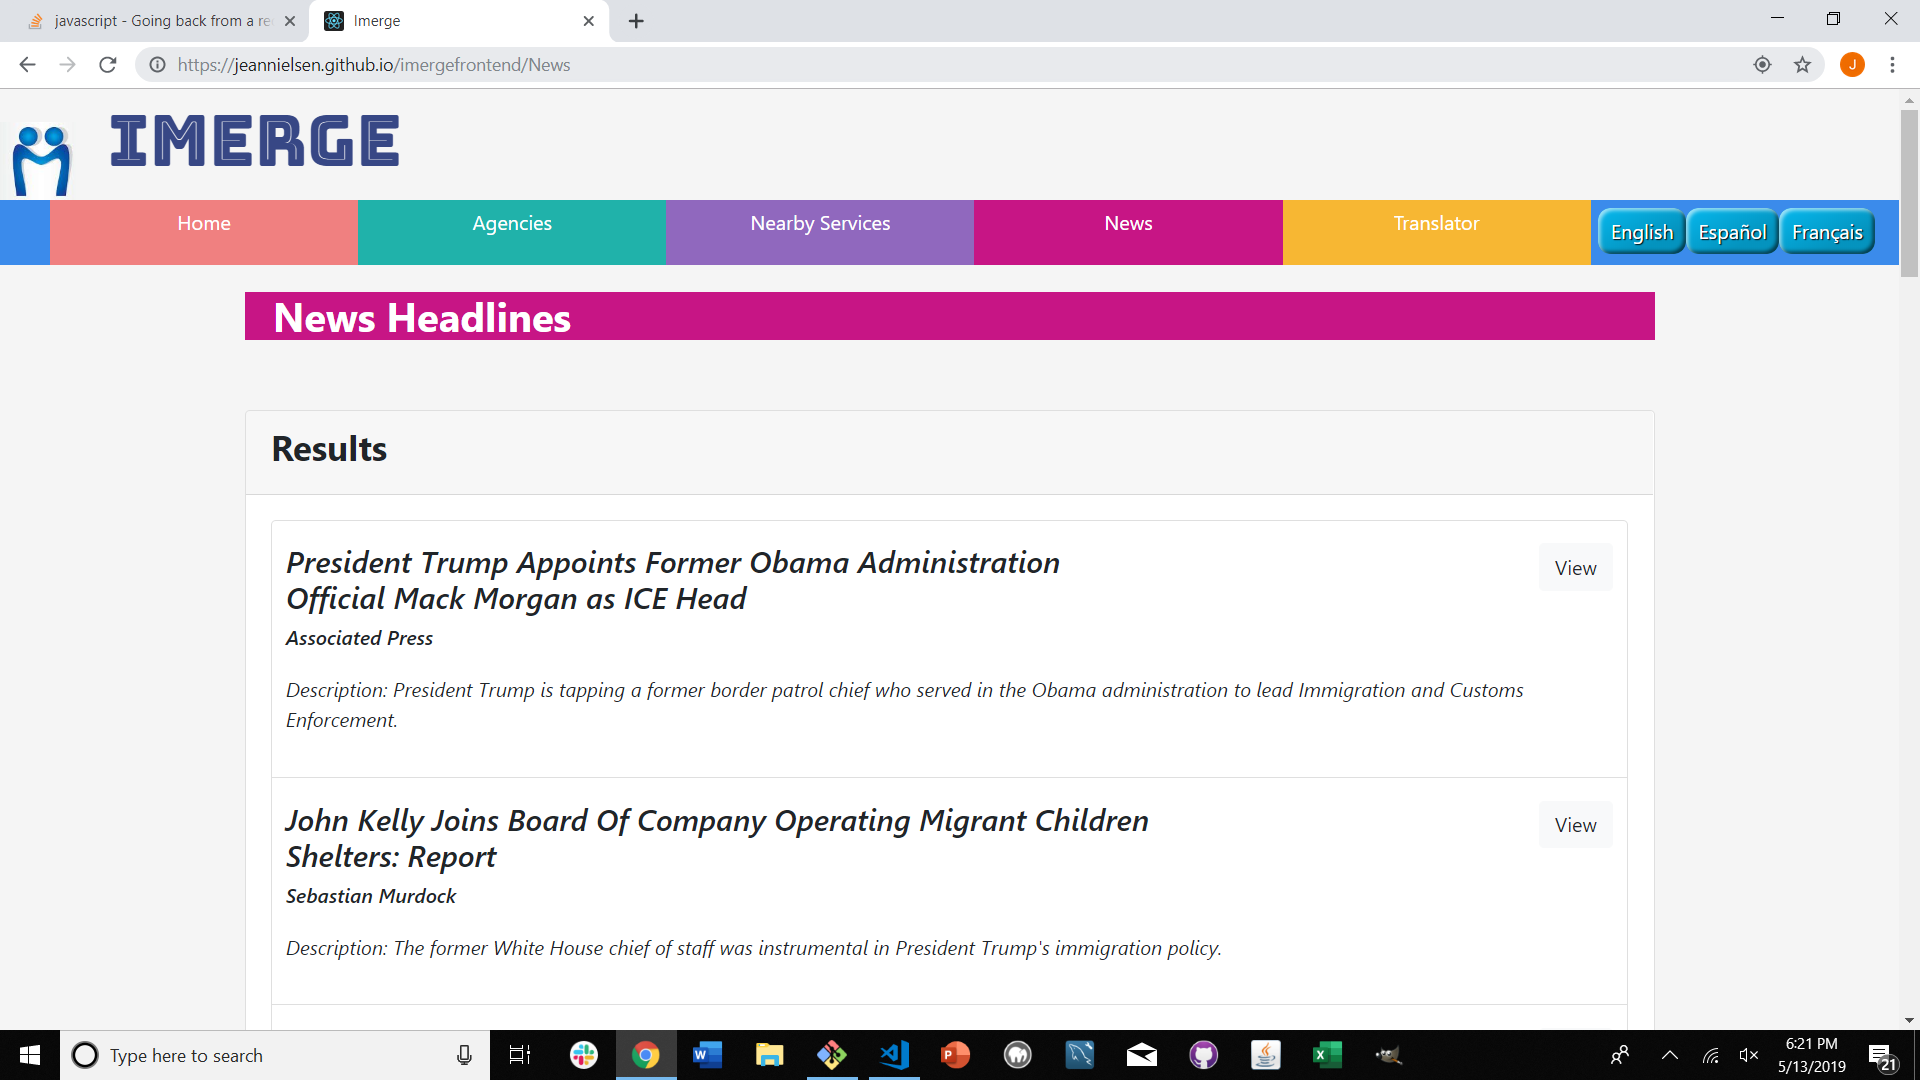 javascript - Going back from a re
Imerge
https://jeannielsen.github.io/imergefrontend/News
J
IMERGE
Home
Agencies
Nearby Services
News
Translator
English
Español
Français
News Headlines
Results
President Trump Appoints Former Obama Administration
Official Mack Morgan as ICE Head
View
Associated Press
Description: President Trump is tapping a former border patrol chief who served in the Obama administration to lead Immigration and Customs
Enforcement.
John Kelly Joins Board Of Company Operating Migrant Children
Shelters: Report
View
Sebastian Murdock
Description: The former White House chief of staff was instrumental in President Trump's immigration policy.
Type here to search
6:21 PM
5/13/2019
21